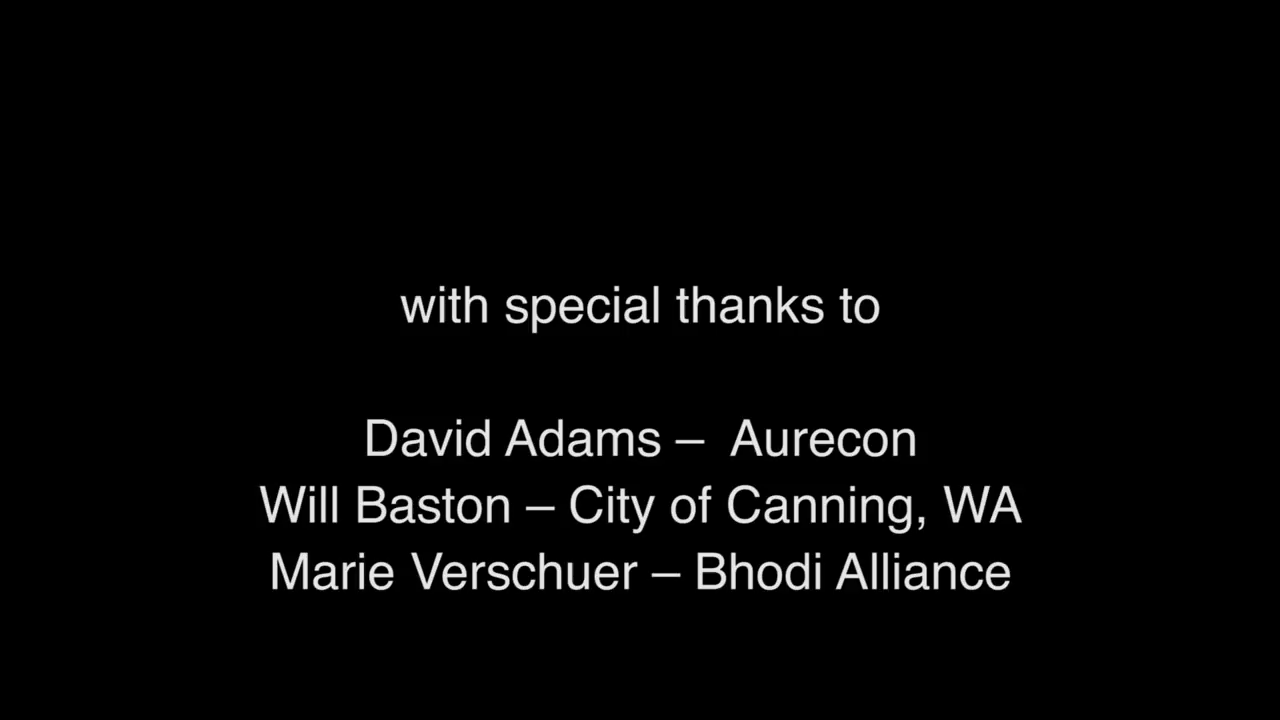 with special thanks to
David Adams –  Aurecon
Will Baston – City of Canning, WA
Marie Verschuer – Bhodi Alliance